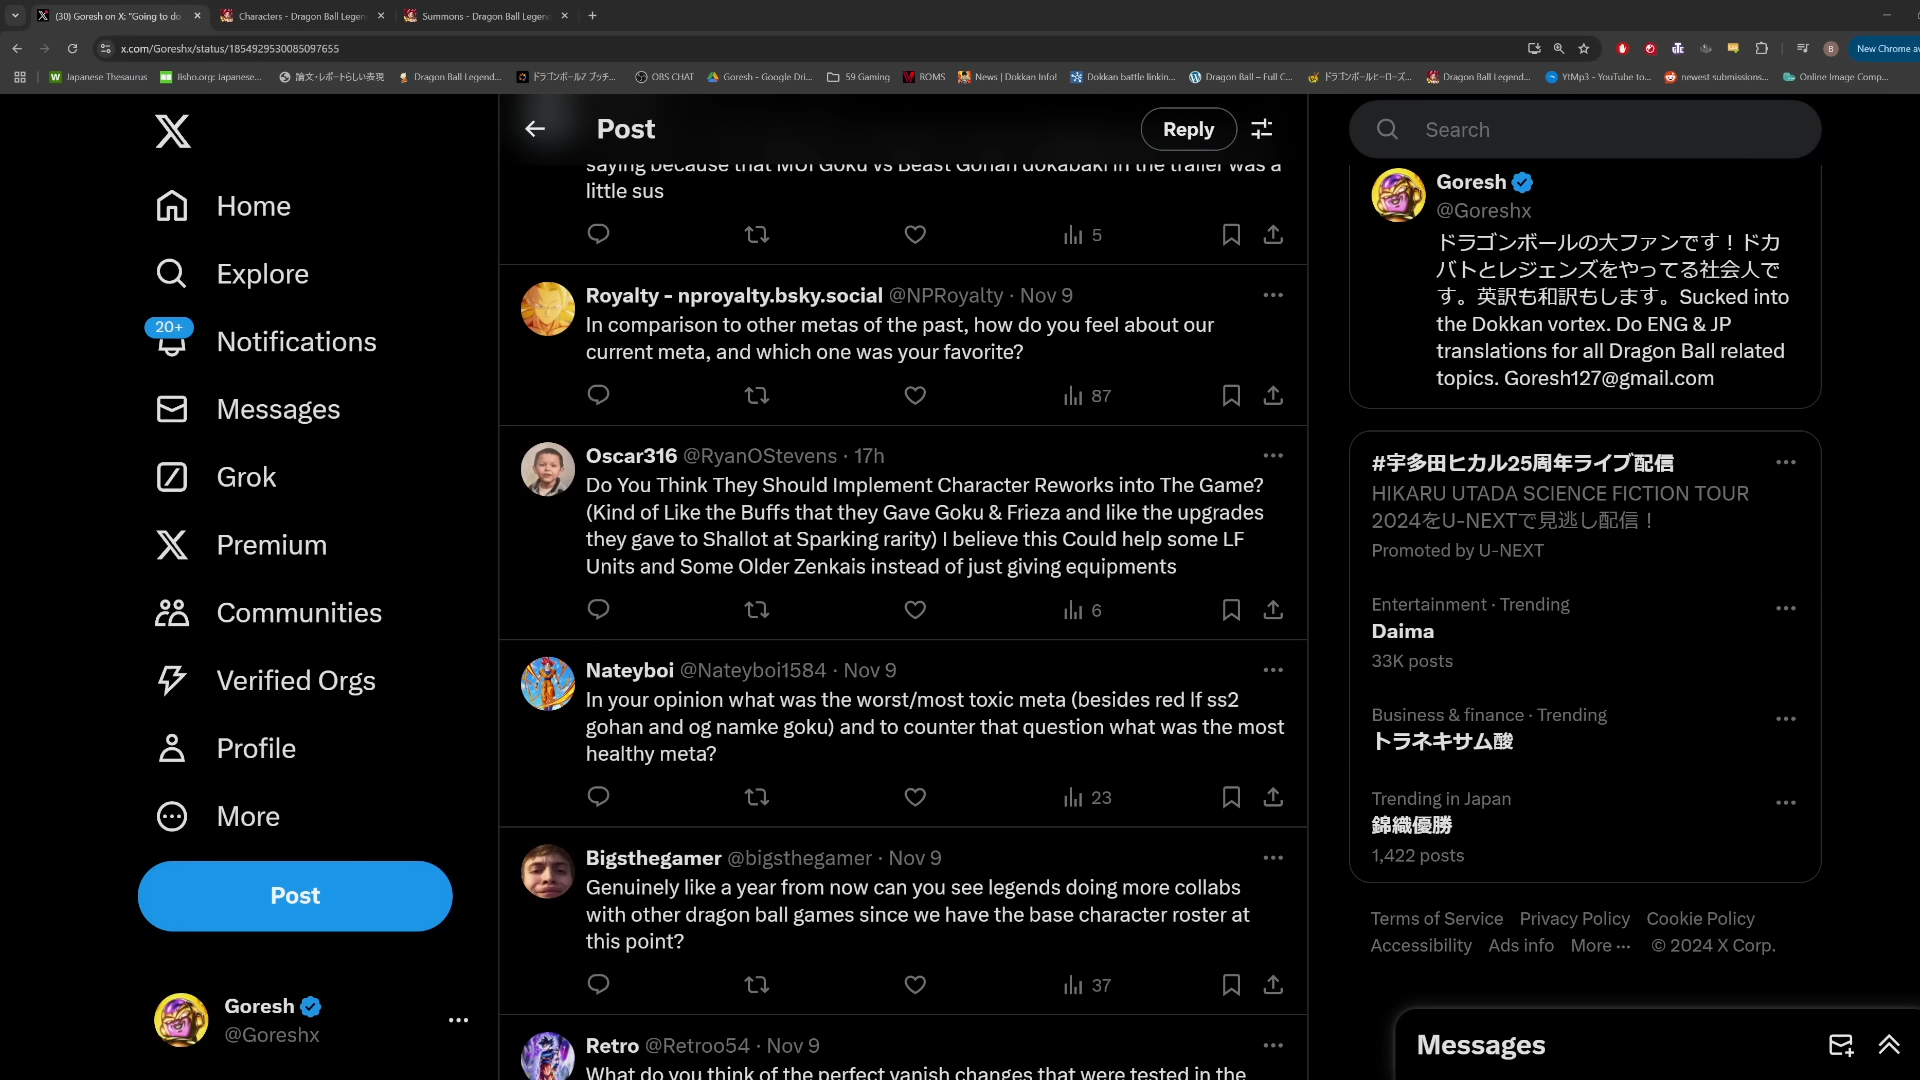 (30) Goresh on X: "Going to do
Characters - Dragon Ball Legen
Summons - Dragon Ball Legend
x.com/Goreshx/status/1854929530085097655
New Chrome av
Japanese Thesaurus
Jisho.org: Japanese...
論文・レポートらしい表現
Dragon Ball Legend...
ドラゴンボールZ ブッチ...
OBS CHAT
Goresh - Google Dri...
59 Gaming
ROMS
News | Dokkan Info!
Dokkan battle linkin...
Dragon Ball – Full C...
ドラゴンボールヒーローズ...
Dragon Ball Legend...
YtMp3 - YouTube to...
newest submissions...
Online Image Comp...
Home
Explore
20+
Notifications
Messages
Grok
Premium
Communities
Verified Orgs
Profile
More
Post
Goresh
@Goreshx
Post
Reply
saying because that MUI Goku vs Beast Gohan dokabaki in the trailer was a
little sus
5
Royalty - nproyalty.bsky.social @NPRoyalty · Nov 9
In comparison to other metas of the past, how do you feel about our
current meta, and which one was your favorite?
87
Oscar316 @RyanOStevens · 17h
Do You Think They Should Implement Character Reworks into The Game?
(Kind of Like the Buffs that they Gave Goku & Frieza and like the upgrades
they gave to Shallot at Sparking rarity) I believe this Could help some LF
Units and Some Older Zenkais instead of just giving equipments
6
Nateyboi @Nateyboi1584 · Nov 9
In your opinion what was the worst/most toxic meta (besides red lf ss2
gohan and og namke goku) and to counter that question what was the most
healthy meta?
23
Bigsthegamer @bigsthegamer · Nov 9
Genuinely like a year from now can you see legends doing more collabs
with other dragon ball games since we have the base character roster at
this point?
37
Retro @Retroo54 · Nov 9
What do you think of the perfect vanish changes that were tested in the
Search
Goresh
@Goreshx
ドラゴンボールの大ファンです！ドカ
バトとレジェンズをやってる社会人で
す。英訳も和訳もします。Sucked into
the Dokkan vortex. Do ENG & JP
translations for all Dragon Ball related
topics. Goresh127@gmail.com
#宇多田ヒカル25周年ライブ配信
HIKARU UTADA SCIENCE FICTION TOUR
2024をU-NEXTで見逃し配信！
Promoted by U-NEXT
Entertainment · Trending
Daima
33K posts
Business & finance · Trending
トラネキサム酸
Trending in Japan
錦織優勝
1,422 posts
Terms of Service Privacy Policy Cookie Policy
Accessibility Ads info More ··· © 2024 X Corp.
Messages